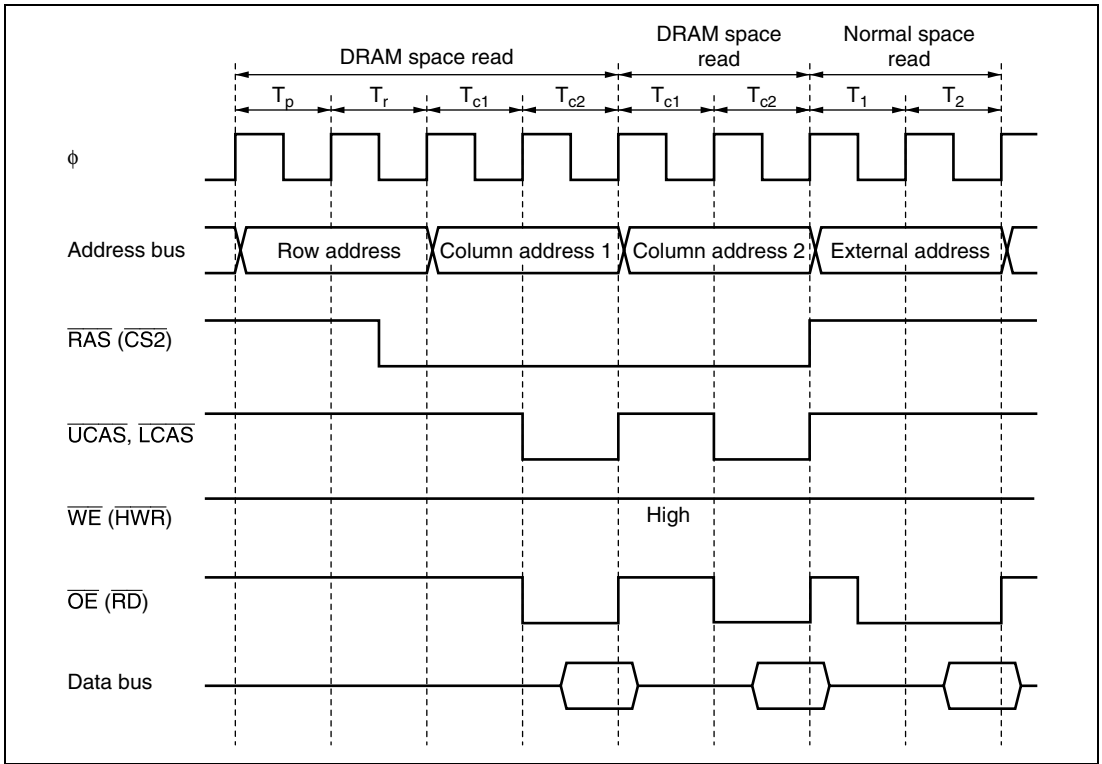 DRAM space read
DRAM space
read
Normal space
read
Tp Tr Tc1 Tc2 Tc1 Tc2 T1 T2
φ
Address bus
Row address Column address 1 Column address 2 External address
RAS (CS2)
UCAS, LCAS
WE (HWR)
High
OE (RD)
Data bus